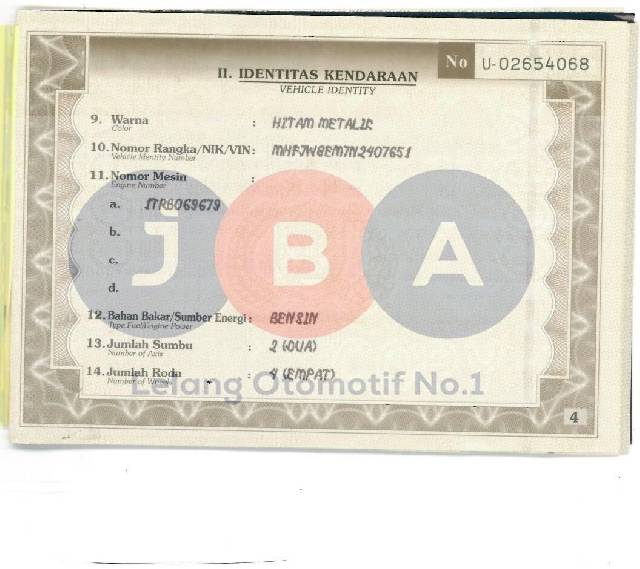 No U-02654068
II. IDENTITAS KENDARAAN
VEHICLE IDENTITY
9. Warna : HITAM METALIK
Color
10. Nomor Rangka/NIK/VIN:
Vehicle Identity Number
11. Nomor Mesin :
Engine Number
a. 1TRB069679
b.
c.
d.
12. Bahan Bakar/Sumber Energi : BENSIN
Type Fuel/Engine Power
13. Jumlah Sumbu : 2 (DUA)
Number of Axis
14. Jumlah Roda : 4 (EMPAT)
Number of Wheels
JBA
Lelang Otomotif No.1
4